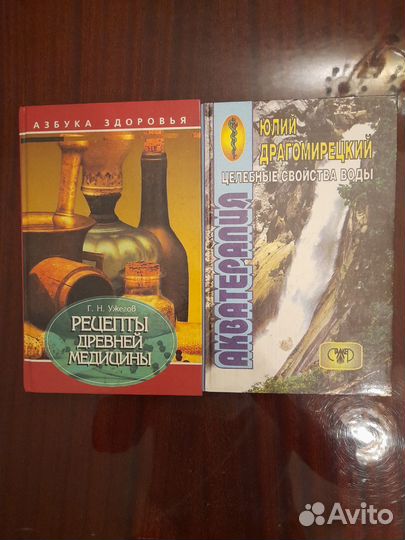 АЗБУКА ЗДОРОВЬЯ
Г. Н. Ужегов
РЕЦЕПТЫ
ДРЕВНЕЙ
МЕДИЦИНЫ
ЮЛИЙ
ДРАГОМИРЕЦКИЙ
ЦЕЛЕБНЫЕ СВОЙСТВА ВОДЫ
АКВАТЕРАПИЯ
Avito